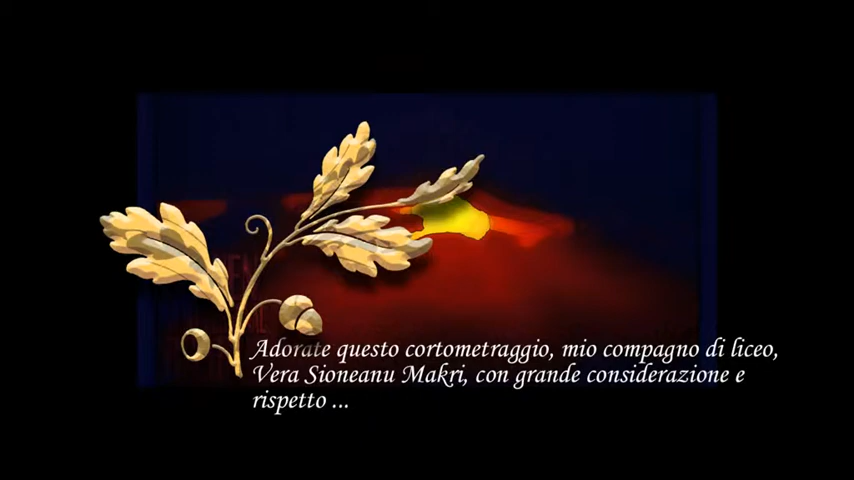 Adorate questo cortometraggio, mio compagno di liceo,
Vera Sioneanu Makri, con grande considerazione e
rispetto ...